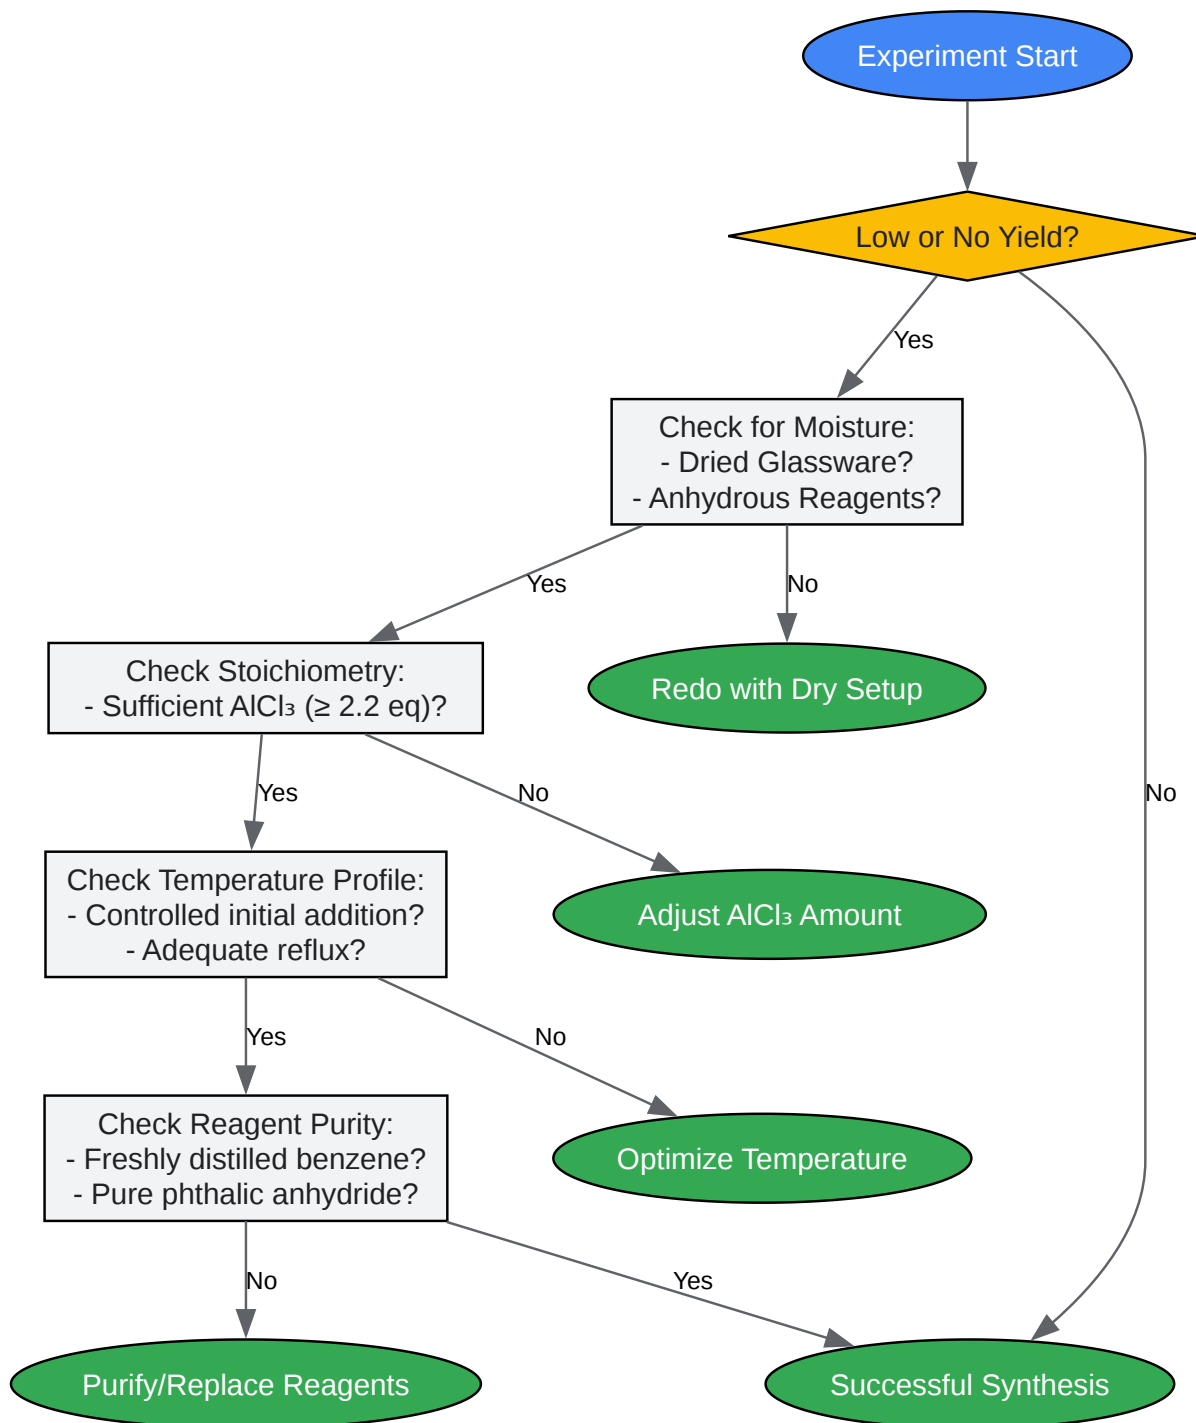 Experiment Start
Low or No Yield?
Yes
Check for Moisture:
- Dried Glassware?
- Anhydrous Reagents?
Yes
No
Check Stoichiometry:
- Sufficient AlCl₃ (≥ 2.2 eq)?
Redo with Dry Setup
Yes
No
No
Check Temperature Profile:
- Controlled initial addition?
- Adequate reflux?
Adjust AlCl₃ Amount
Yes
No
Check Reagent Purity:
- Freshly distilled benzene?
- Pure phthalic anhydride?
Optimize Temperature
No
Yes
Purify/Replace Reagents
Successful Synthesis